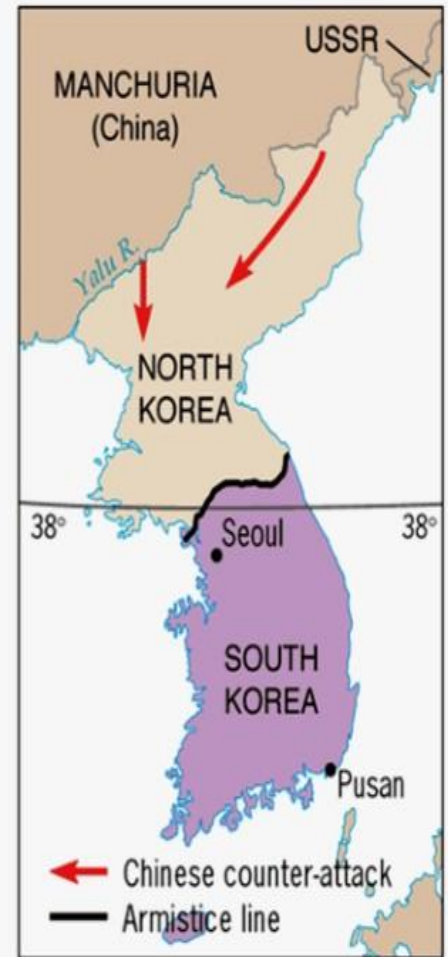 USSR
MANCHURIA
(China)
Yalu R.
NORTH
KOREA
38°
38°
Seoul
SOUTH
KOREA
Pusan
Chinese counter-attack
Armistice line